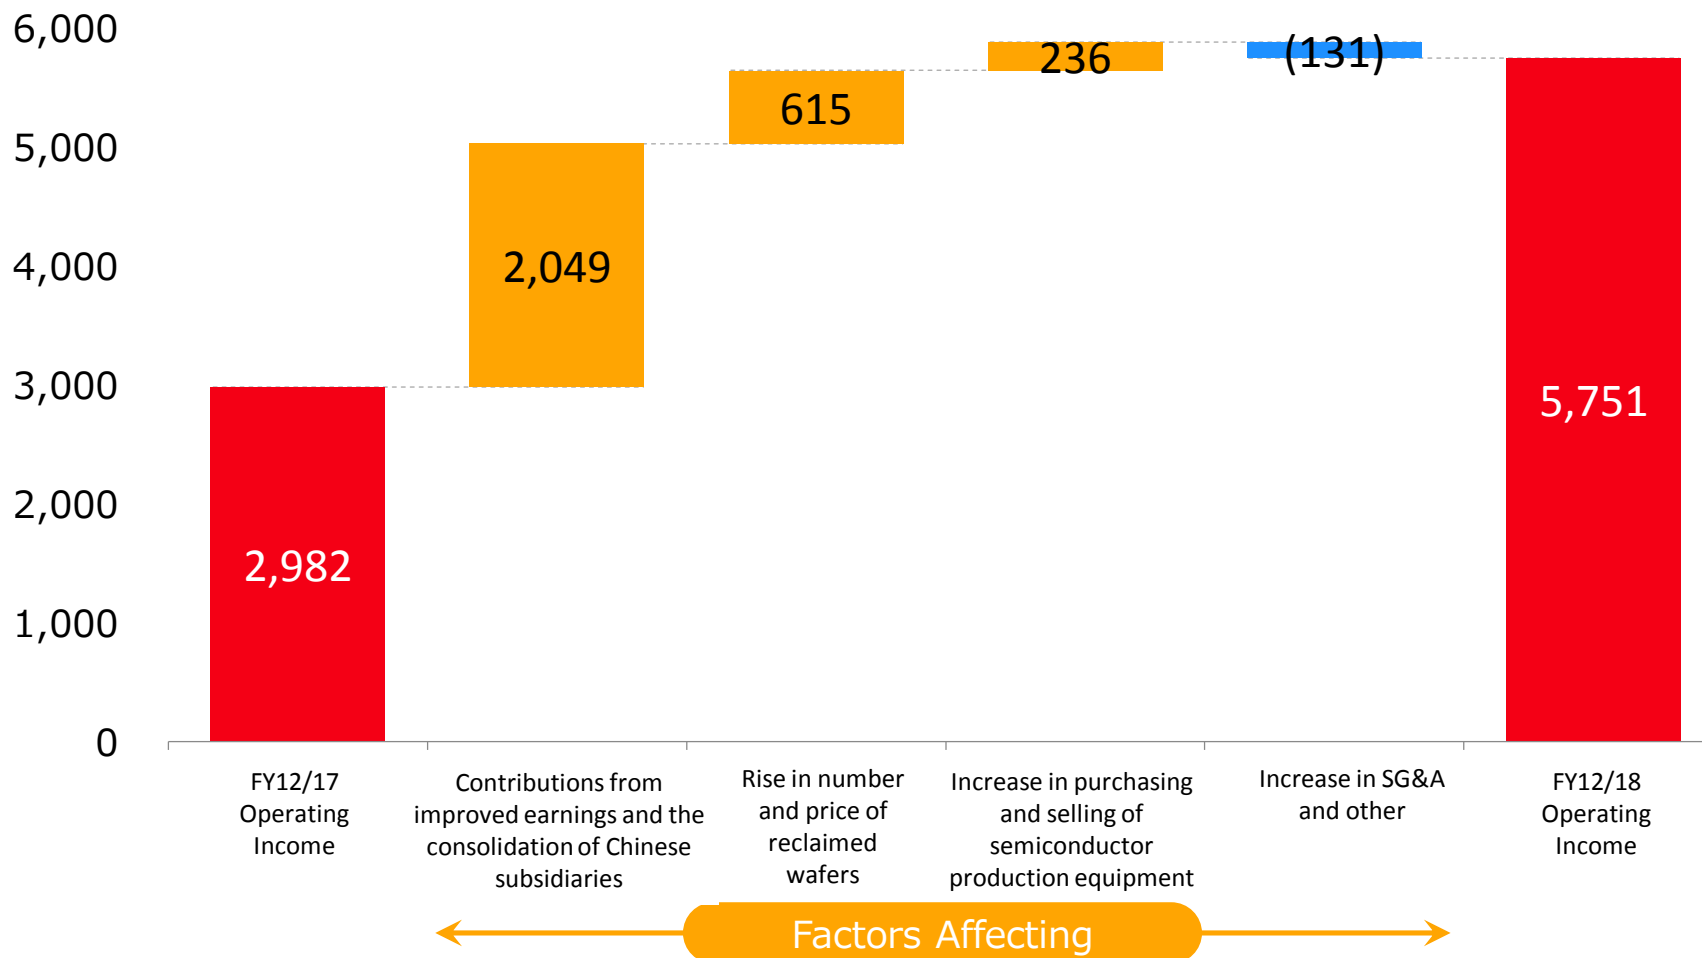 6,000
5,000
4,000
3,000
2,000
1,000
0
2,982
2,049
615
236
(131)
5,751
FY12/17
Operating
Income
Contributions from
improved earnings and the
consolidation of Chinese
subsidiaries
Rise in number
and price of
reclaimed
wafers
Increase in purchasing
and selling of
semiconductor
production equipment
Increase in SG&A
and other
FY12/18
Operating
Income
Factors Affecting